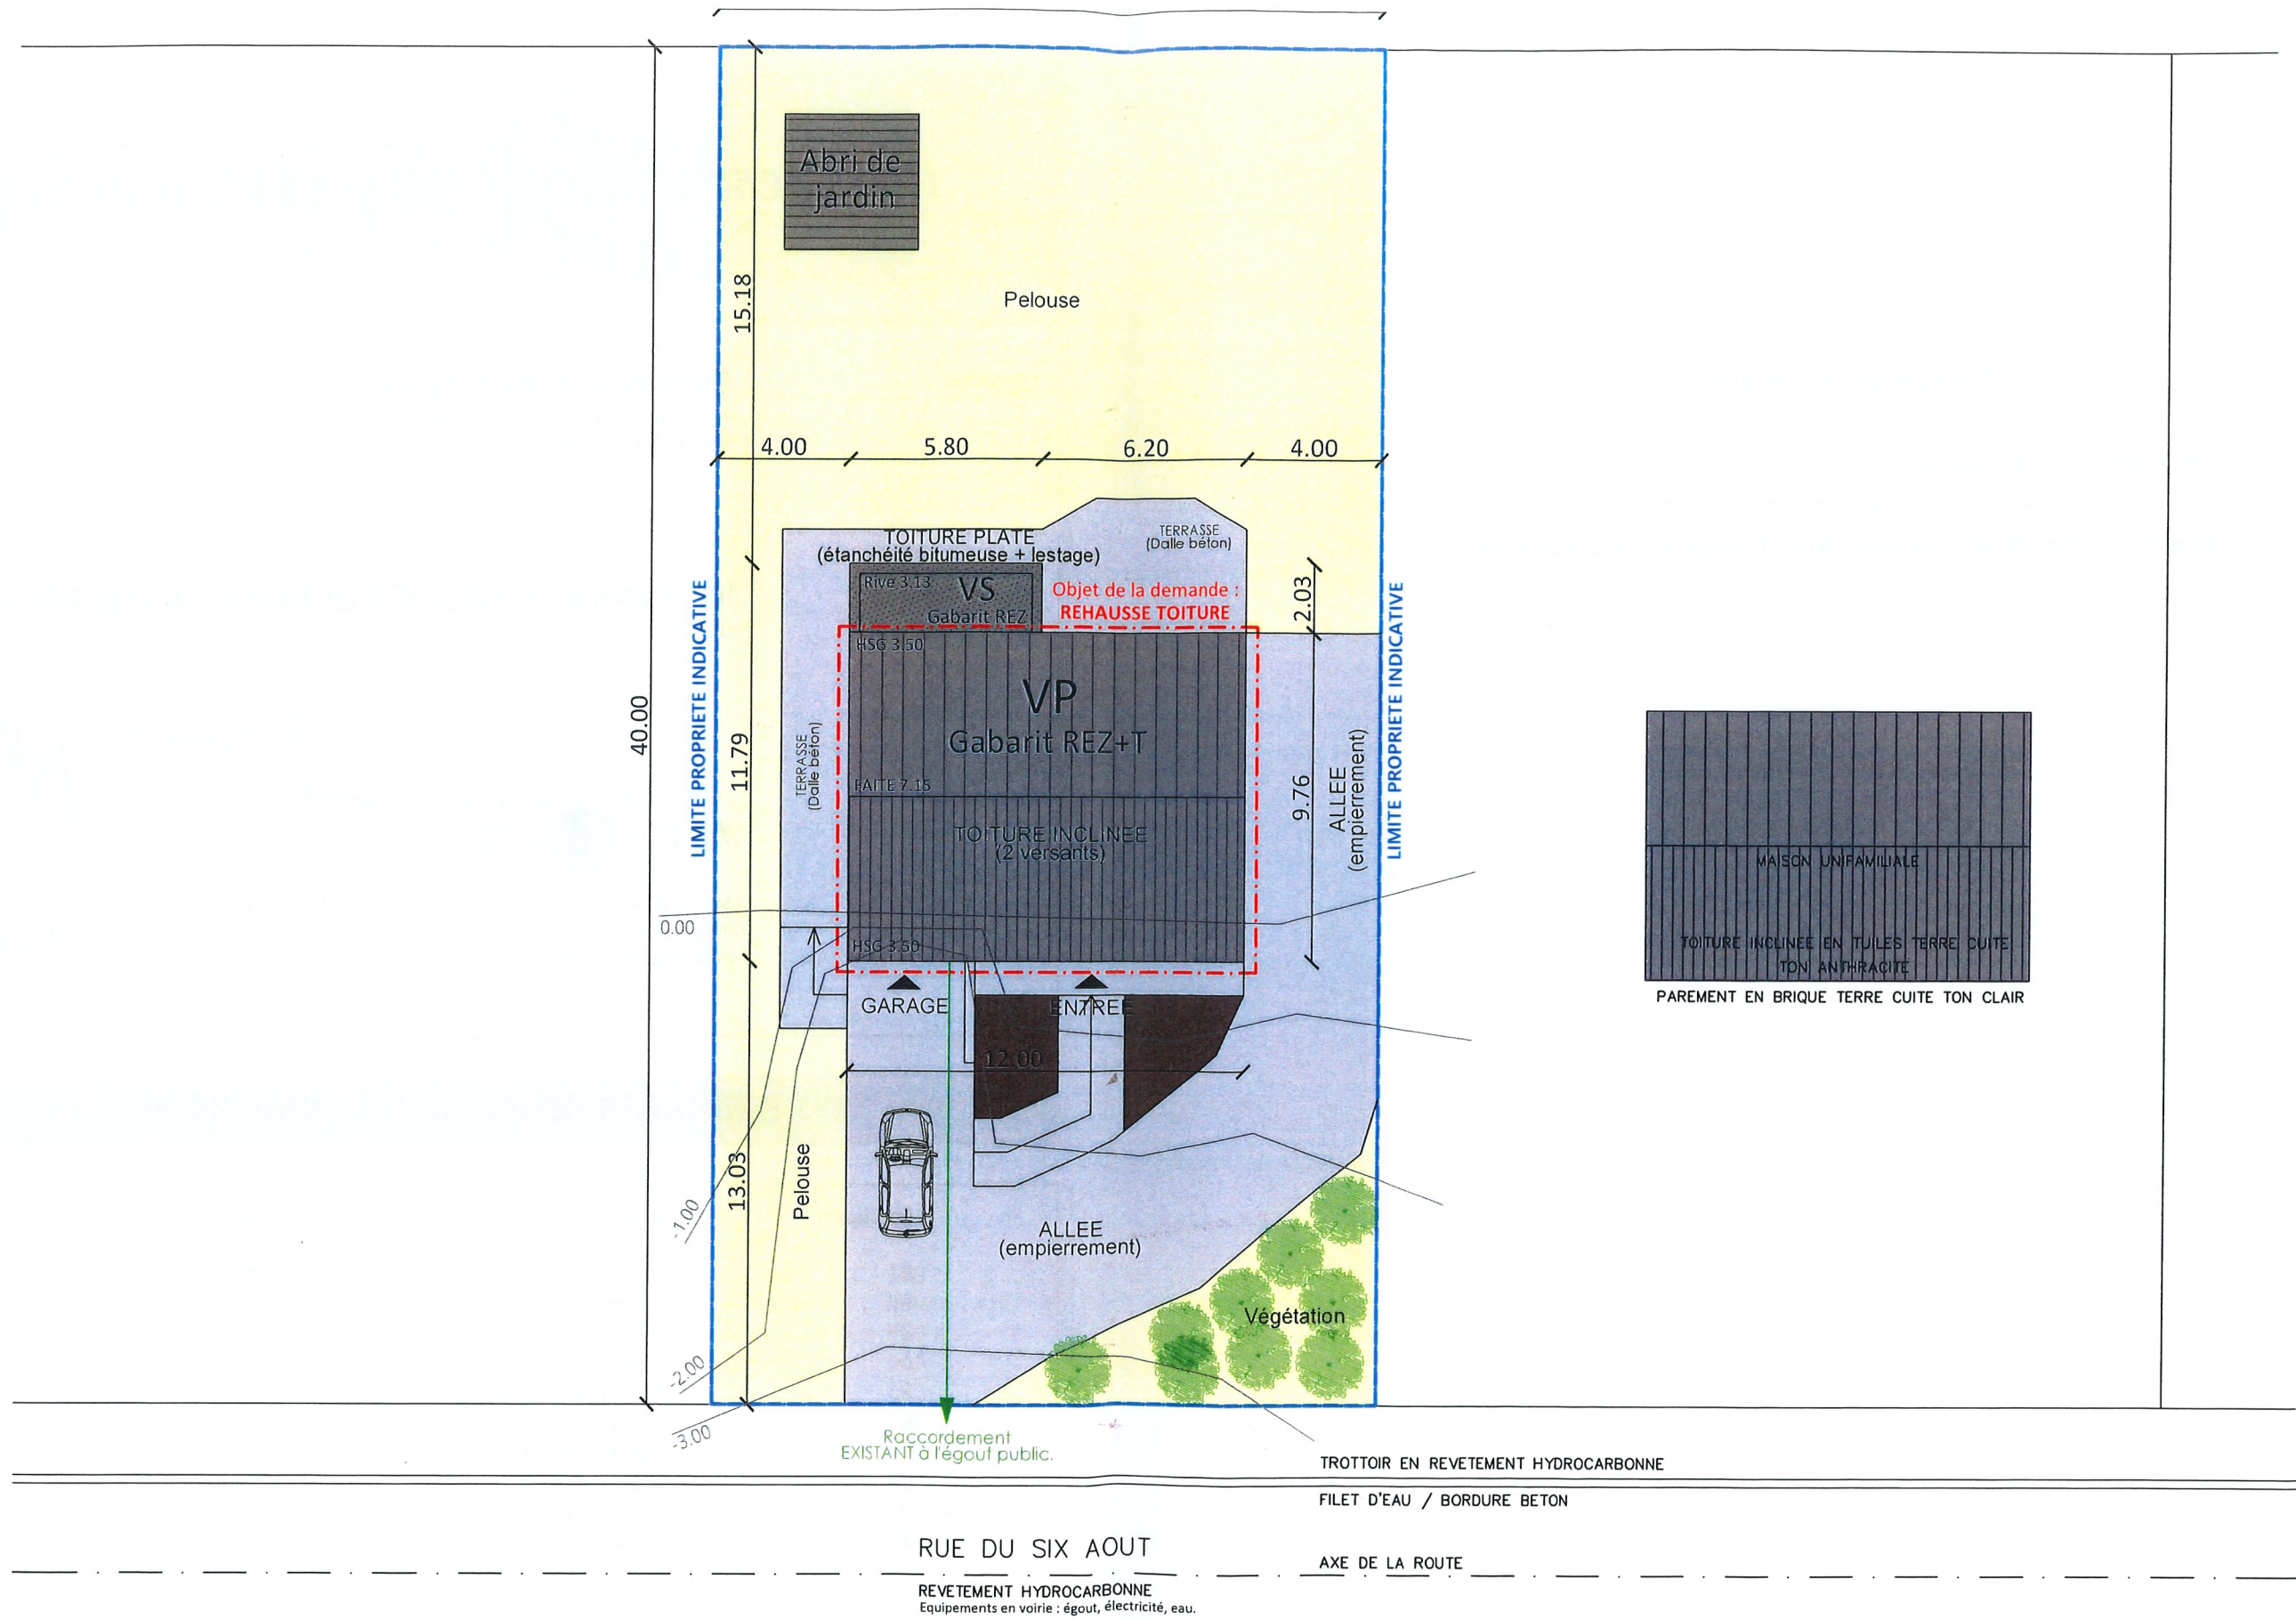 Abri de
jardin
15.18
Pelouse
4.00
5.80
6.20
4.00
TOITURE PLATE
(étanchéité bitumeuse + lestage)
TERRASSE
(Dalle béton)
Rive 3.13
VS
Gabarit REZ
Objet de la demande :
REHAUSSE TOITURE
2.03
LIMITE PROPRIETE INDICATIVE
LIMITE PROPRIETE INDICATIVE
HSG 3.50
VP
Gabarit REZ+T
40.00
11.79
TERRASSE
(Dalle béton)
FAITE 7.15
9.76
ALLEE
(empierrement)
TOITURE INCLINEE
(2 versants)
MAISON UNIFAMILIALE
TOITURE INCLINEE EN TUILES TERRE CUITE
TON ANTHRACITE
PAREMENT EN BRIQUE TERRE CUITE TON CLAIR
0.00
HSG 3.50
GARAGE
ENTREE
12.00
13.03
Pelouse
-1.00
ALLEE
(empierrement)
Végétation
-2.00
-3.00
Raccordement
EXISTANT à l'égout public.
TROTTOIR EN REVETEMENT HYDROCARBONNE
FILET D'EAU / BORDURE BETON
RUE DU SIX AOUT
AXE DE LA ROUTE
REVETEMENT HYDROCARBONNE
Equipements en voirie : égout, électricité, eau.